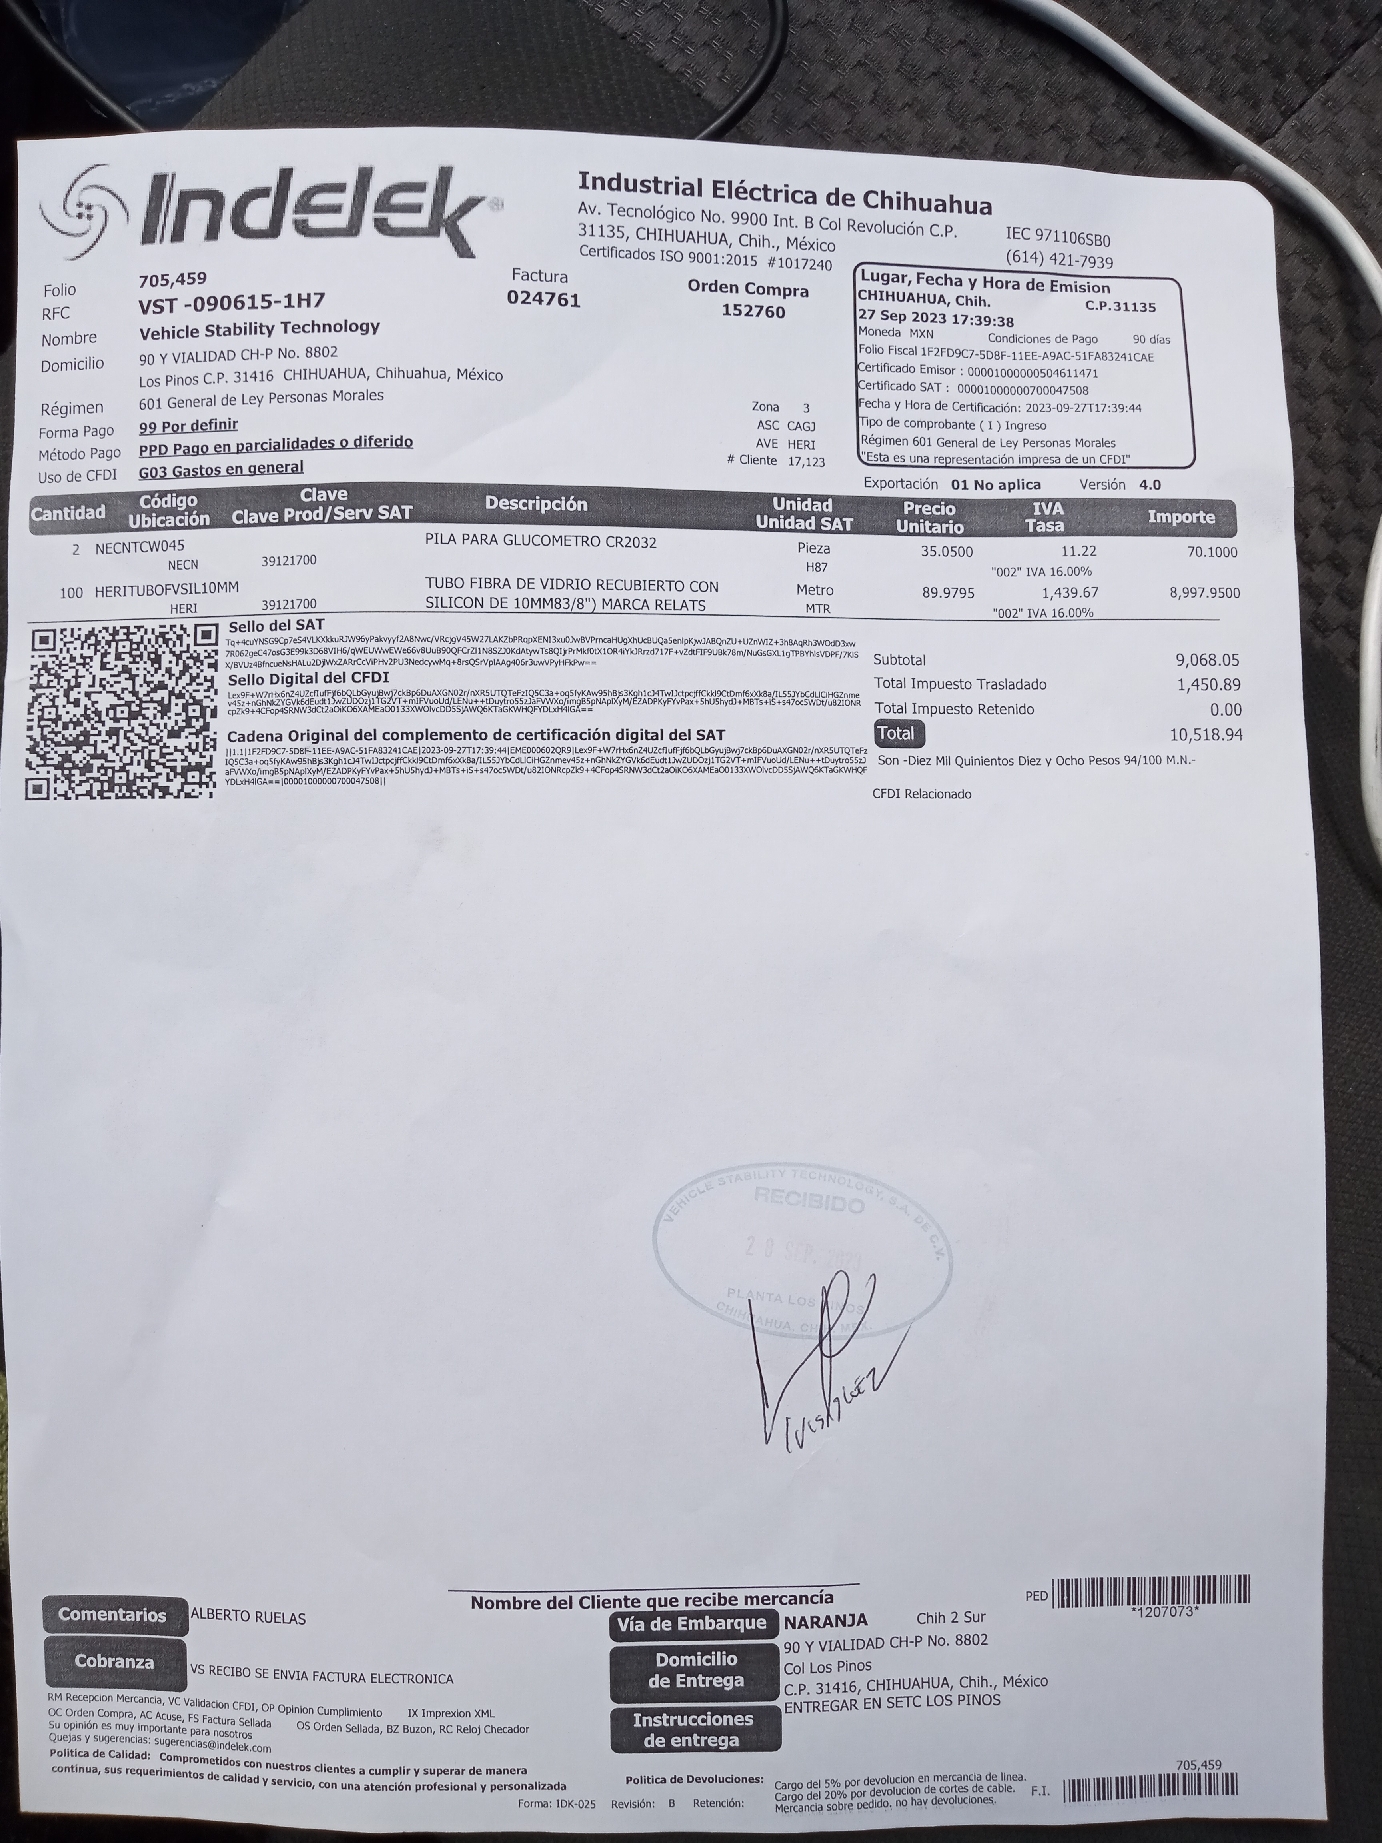 Indelek
Industrial Eléctrica de Chihuahua
Av. Tecnológico No. 9900 Int. B Col Revolución C.P.
31135, CHIHUAHUA, Chih., México
Certificados ISO 9001:2015 #1017240
IEC 971106SB0
(614) 421-7939
Folio 705,459
RFC VST -090615-1H7
Nombre Vehicle Stability Technology
Domicilio 90 Y VIALIDAD CH-P No. 8802
Los Pinos C.P. 31416 CHIHUAHUA, Chihuahua, México
Régimen 601 General de Ley Personas Morales
Forma Pago 99 Por definir
Método Pago PPD Pago en parcialidades o diferido
Uso de CFDI G03 Gastos en general
Factura
024761
Orden Compra
152760
Zona 3
ASC CAGJ
AVE HERI
# Cliente 17,123
Lugar, Fecha y Hora de Emision
CHIHUAHUA, Chih. C.P.31135
27 Sep 2023 17:39:38
Moneda MXN Condiciones de Pago 90 días
Folio Fiscal 1F2FD9C7-5D8F-11EE-A9AC-51FA83241CAE
Certificado Emisor : 00001000000504611471
Certificado SAT : 00001000000700047508
Fecha y Hora de Certificación: 2023-09-27T17:39:44
Tipo de comprobante ( I ) Ingreso
Régimen 601 General de Ley Personas Morales
"Esta es una representación impresa de un CFDI"
Exportación 01 No aplica Versión 4.0
Cantidad Código Ubicación Clave Clave Prod/Serv SAT Descripción Unidad Unidad SAT Precio Unitario IVA Tasa Importe
2 NECNTCW045 PILA PARA GLUCOMETRO CR2032 Pieza 35.0500 11.22 70.1000
NECN 39121700 H87 "002" IVA 16.00%
100 HERITUBOFVSIL10MM TUBO FIBRA DE VIDRIO RECUBIERTO CON Metro 89.9795 1,439.67 8,997.9500
HERI 39121700 SILICON DE 10MM83/8") MARCA RELATS MTR "002" IVA 16.00%
Sello del SAT
Sello Digital del CFDI
Cadena Original del complemento de certificación digital del SAT
Subtotal 9,068.05
Total Impuesto Trasladado 1,450.89
Total Impuesto Retenido 0.00
Total 10,518.94
Son -Diez Mil Quinientos Diez y Ocho Pesos 94/100 M.N.-
CFDI Relacionado
VEHICLE STABILITY TECHNOLOGY, S.A. DE C.V.
RECIBIDO
SEP.
PLANTA LOS PINOS
CHIHUAHUA, CHIH. MEX.
Nombre del Cliente que recibe mercancía
PED *1207073*
Comentarios ALBERTO RUELAS
Cobranza VS RECIBO SE ENVIA FACTURA ELECTRONICA
Vía de Embarque NARANJA Chih 2 Sur
Domicilio de Entrega 90 Y VIALIDAD CH-P No. 8802
Col Los Pinos
C.P. 31416, CHIHUAHUA, Chih., México
ENTREGAR EN SETC LOS PINOS
Instrucciones de entrega
RM Recepcion Mercancia, VC Validacion CFDI, OP Opinion Cumplimiento IX Imprexion XML
OC Orden Compra, AC Acuse, FS Factura Sellada OS Orden Sellada, BZ Buzon, RC Reloj Checador
Su opinión es muy importante para nosotros
Quejas y sugerencias: sugerencias@indelek.com
Politica de Calidad: Comprometidos con nuestros clientes a cumplir y superar de manera
continua, sus requerimientos de calidad y servicio, con una atención profesional y personalizada
Forma: IDK-025 Revisión: B Retención:
Politica de Devoluciones: Cargo del 5% por devolucion en mercancia de linea.
Cargo del 20% por devolucion de cortes de cable.
Mercancia sobre pedido, no hay devoluciones.
705,459
F.I.